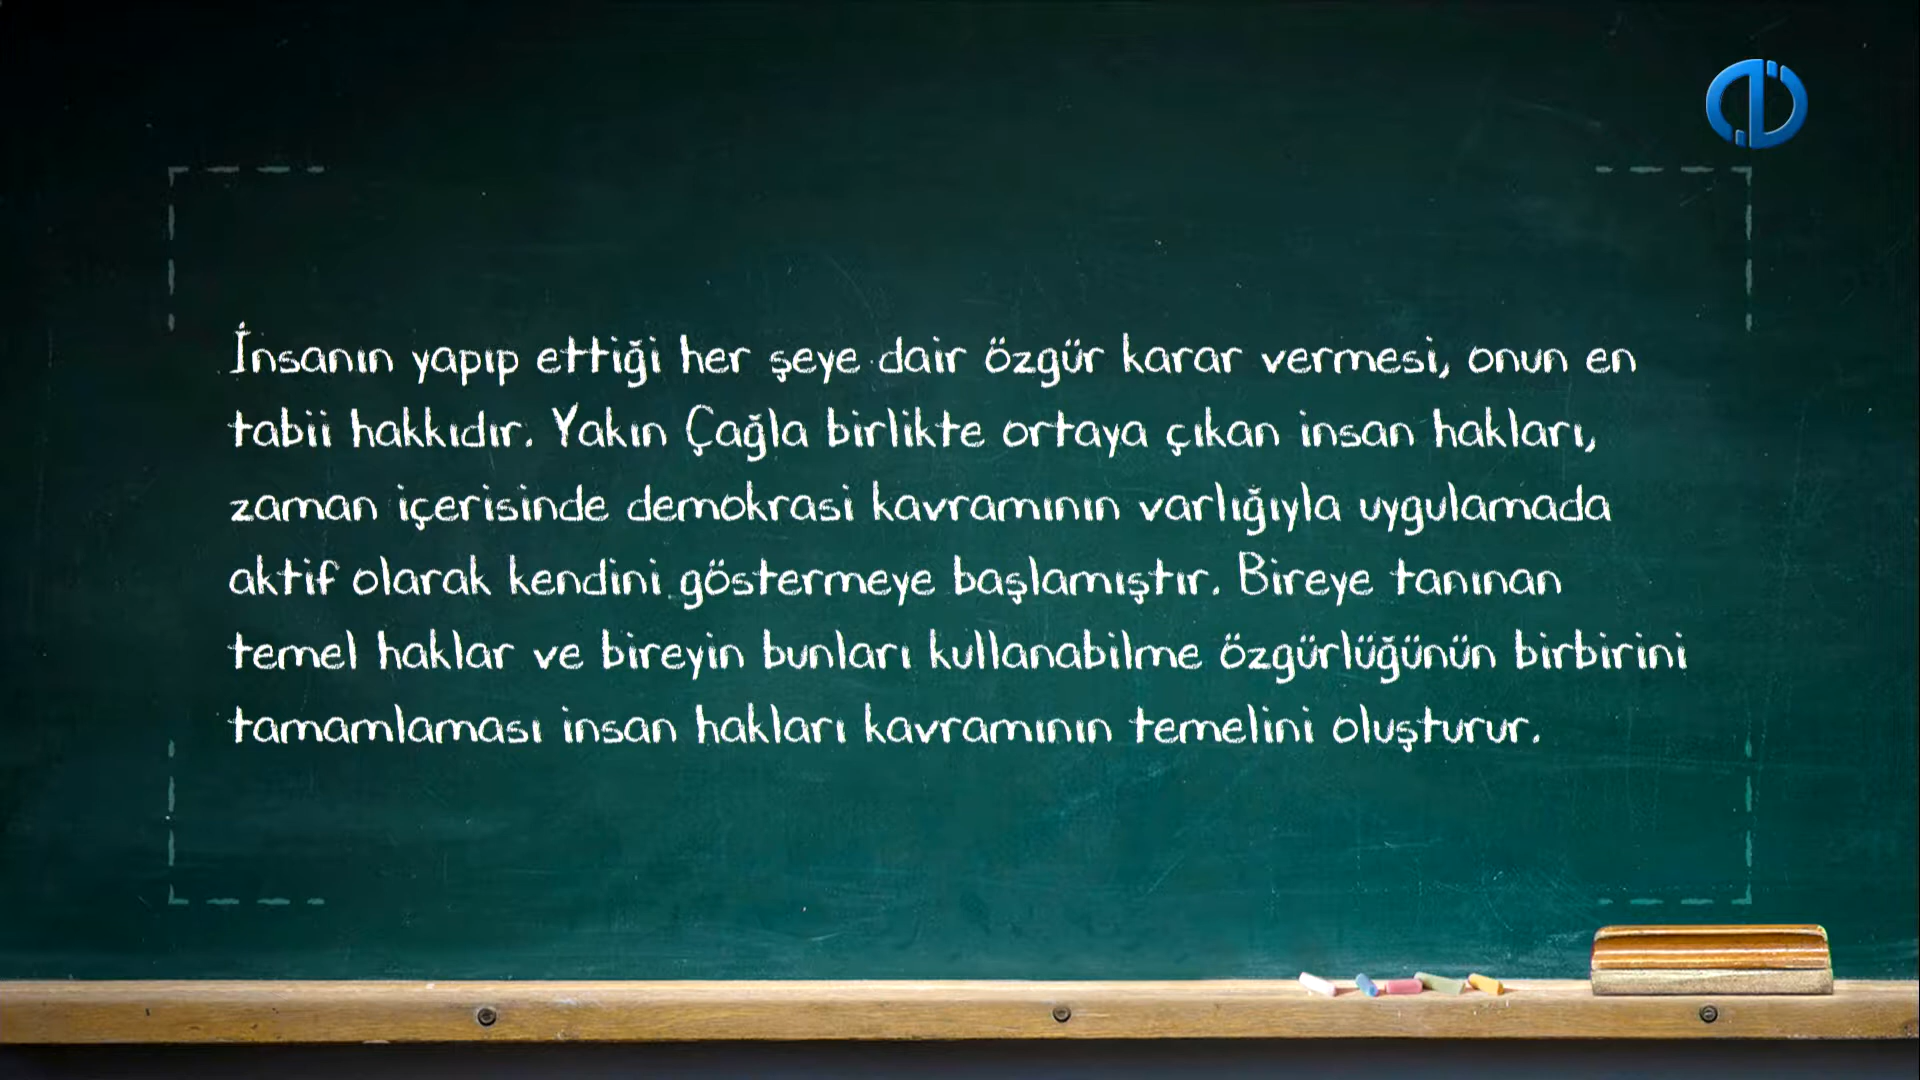 İnsanın yapıp ettiği her şeye dair özgür karar vermesi, onun en
tabii hakkıdır. Yakın Çağla birlikte ortaya çıkan insan hakları,
zaman içerisinde demokrasi kavramının varlığıyla uygulamada
aktif olarak kendini göstermeye başlamıştır. Bireye tanınan
temel haklar ve bireyin bunları kullanabilme özgürlüğünün birbirini
tamamlaması insan hakları kavramının temelini oluşturur.